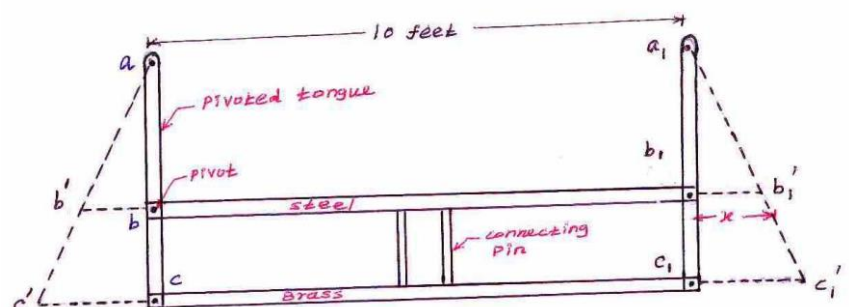 10 feet
a
a₁
pivoted tongue
b₁
b'
pivot
b₁'
steel
b
x
connecting
pin
c
c₁
c₁'
Brass
c'